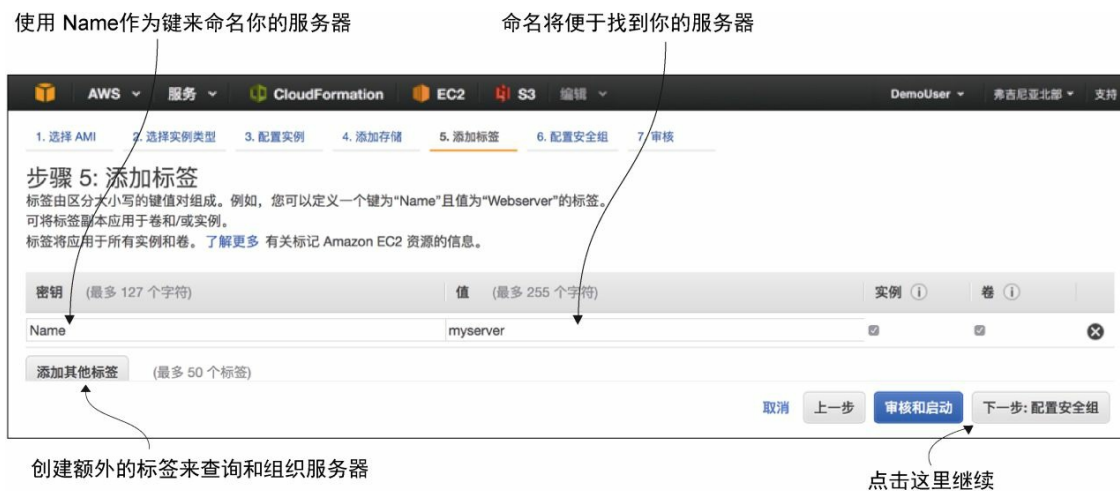 使用 Name作为键来命名你的服务器
命名将便于找到你的服务器
AWS 服务 CloudFormation EC2 S3 编辑 DemoUser 弗吉尼亚北部 支持
1. 选择 AMI 2. 选择实例类型 3. 配置实例 4. 添加存储 5. 添加标签 6. 配置安全组 7. 审核
步骤 5: 添加标签
标签由区分大小写的键值对组成。例如，您可以定义一个键为“Name”且值为“Webserver”的标签。
可将标签副本应用于卷和/或实例。
标签将应用于所有实例和卷。了解更多 有关标记 Amazon EC2 资源的信息。
密钥 (最多 127 个字符) 值 (最多 255 个字符) 实例 卷
Name myserver
添加其他标签 (最多 50 个标签)
取消 上一步 审核和启动 下一步: 配置安全组
创建额外的标签来查询和组织服务器
点击这里继续